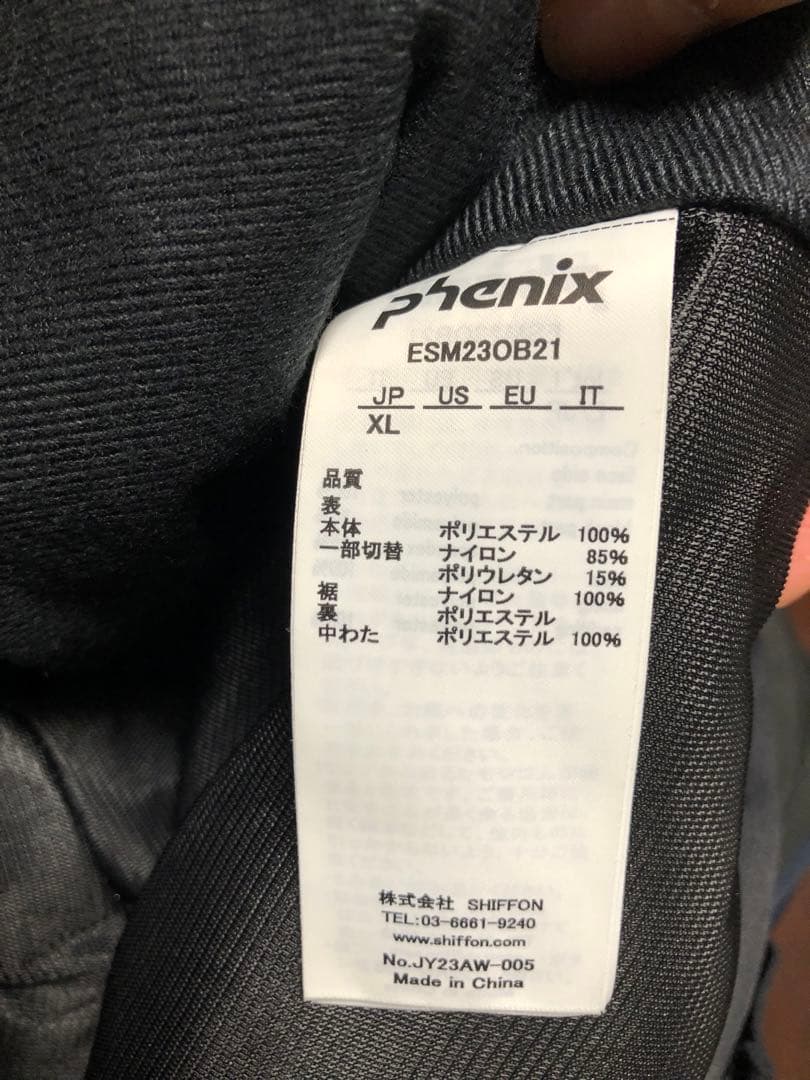 phenix
ESM23OB21
JP US EU IT
XL
品質
表
本体 ポリエステル 100%
一部切替 ナイロン 85%
ポリウレタン 15%
裾 ナイロン 100%
裏 ポリエステル
中わた ポリエステル 100%
株式会社 SHIFFON
TEL:03-6661-9240
www.shiffon.com
No.JY23AW-005
Made in China